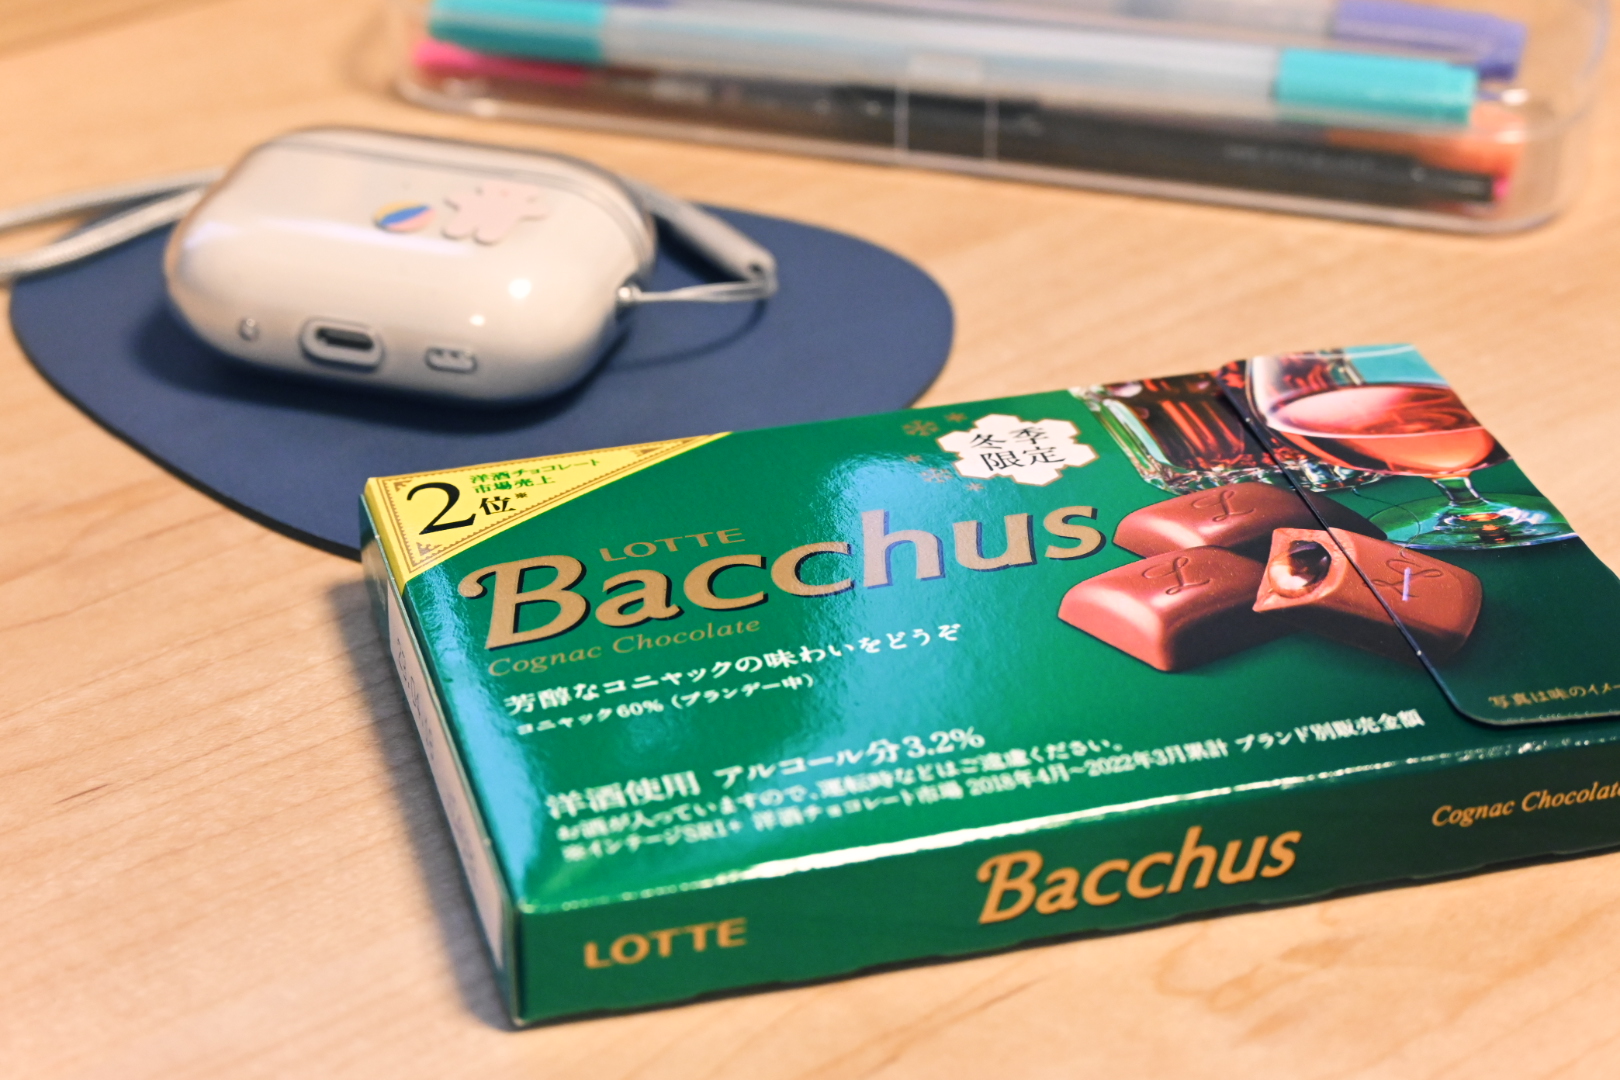 洋酒チョコレート
市場売上
2位※
冬季
限定
LOTTE
Bacchus
Cognac Chocolate
芳醇なコニャックの味わいをどうぞ
コニャック60%（ブランデー中）
洋酒使用 アルコール分3.2%
お酒が入っていますので、運転時などはご遠慮ください。
※インテージSRI+ 洋酒チョコレート市場 2018年4月〜2022年3月累計 ブランド別販売金額
写真は味のイメー
LOTTE
Bacchus
Cognac Chocolate